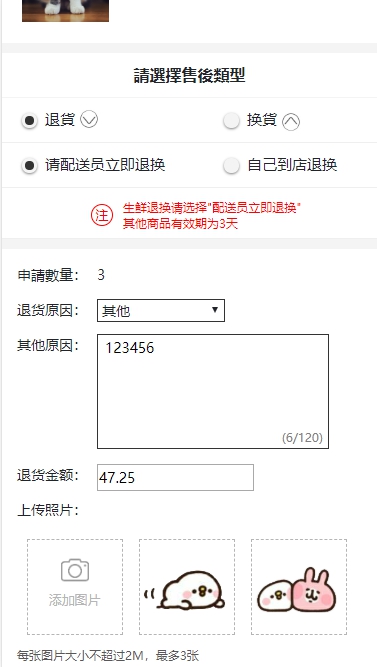 請選擇售後類型
退貨 換貨
请配送员立即退换 自己到店退换
注 生鲜退换请选择"配送员立即退换"
其他商品有效期为3天
申請數量： 3
退货原因： 其他
其他原因： 123456
(6/120)
退货金额： 47.25
上传照片：
添加图片
每张图片大小不超过2M，最多3张